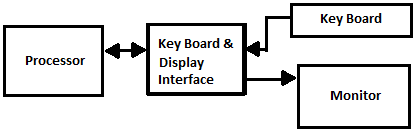 Key Board
Processor
Key Board &
Display
Interface
Monitor